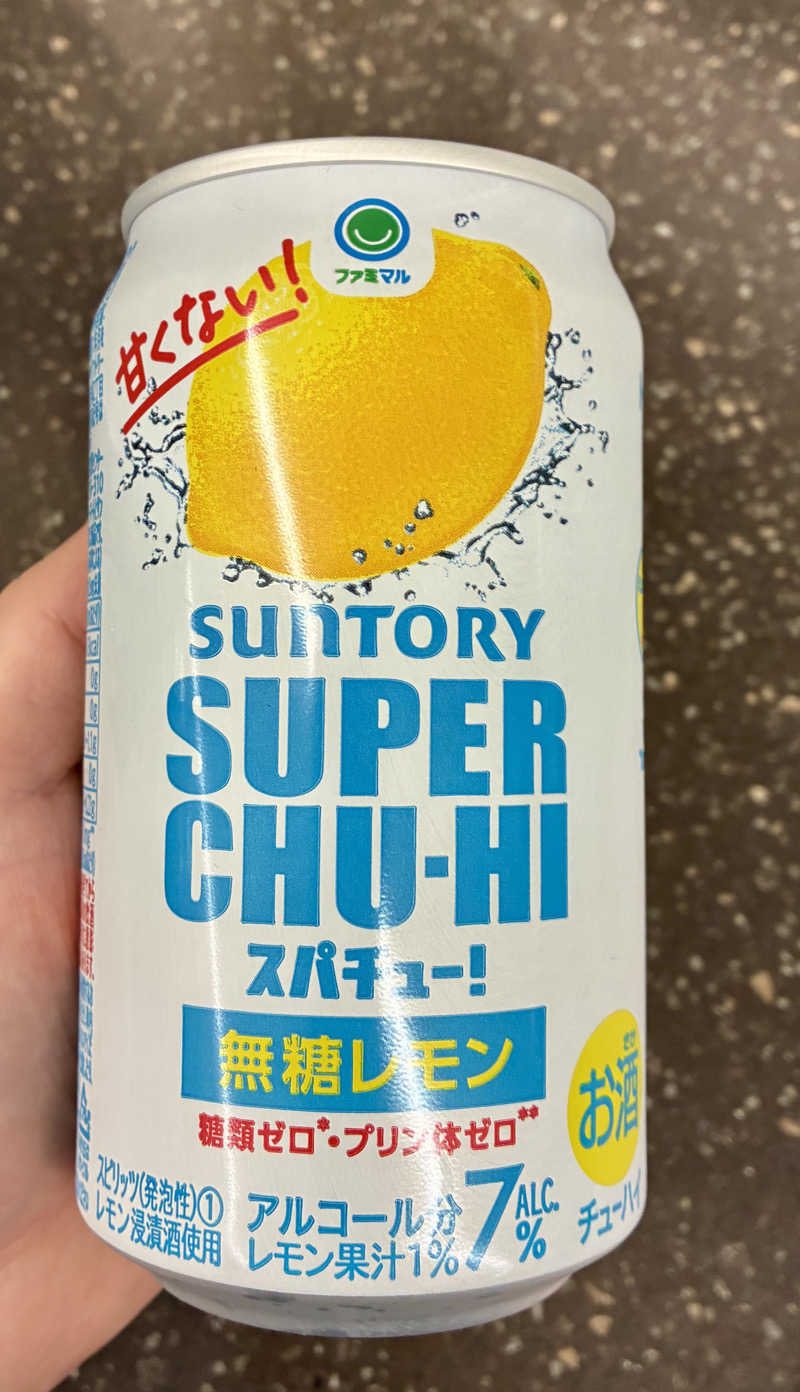 ファミマル
甘くない!
SUNTORY
SUPER
CHU-HI
スパチュー!
無糖レモン
糖類ゼロ*・プリン体ゼロ**
スピリッツ(発泡性)①
レモン浸漬酒使用
アルコール分
7
ALC.
%
レモン果汁1%
さけ
お酒
チューハイ